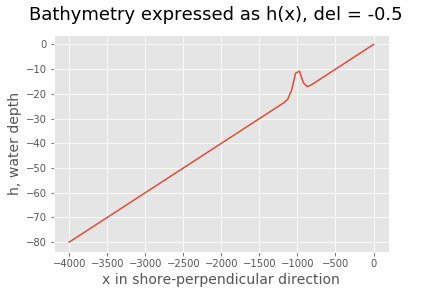 Bathymetry expressed as h(x), del = -0.5
0
−10
−20
−30
−40
−50
−60
−70
−80
h, water depth
−4000 −3500 −3000 −2500 −2000 −1500 −1000 −500 0
x in shore-perpendicular direction